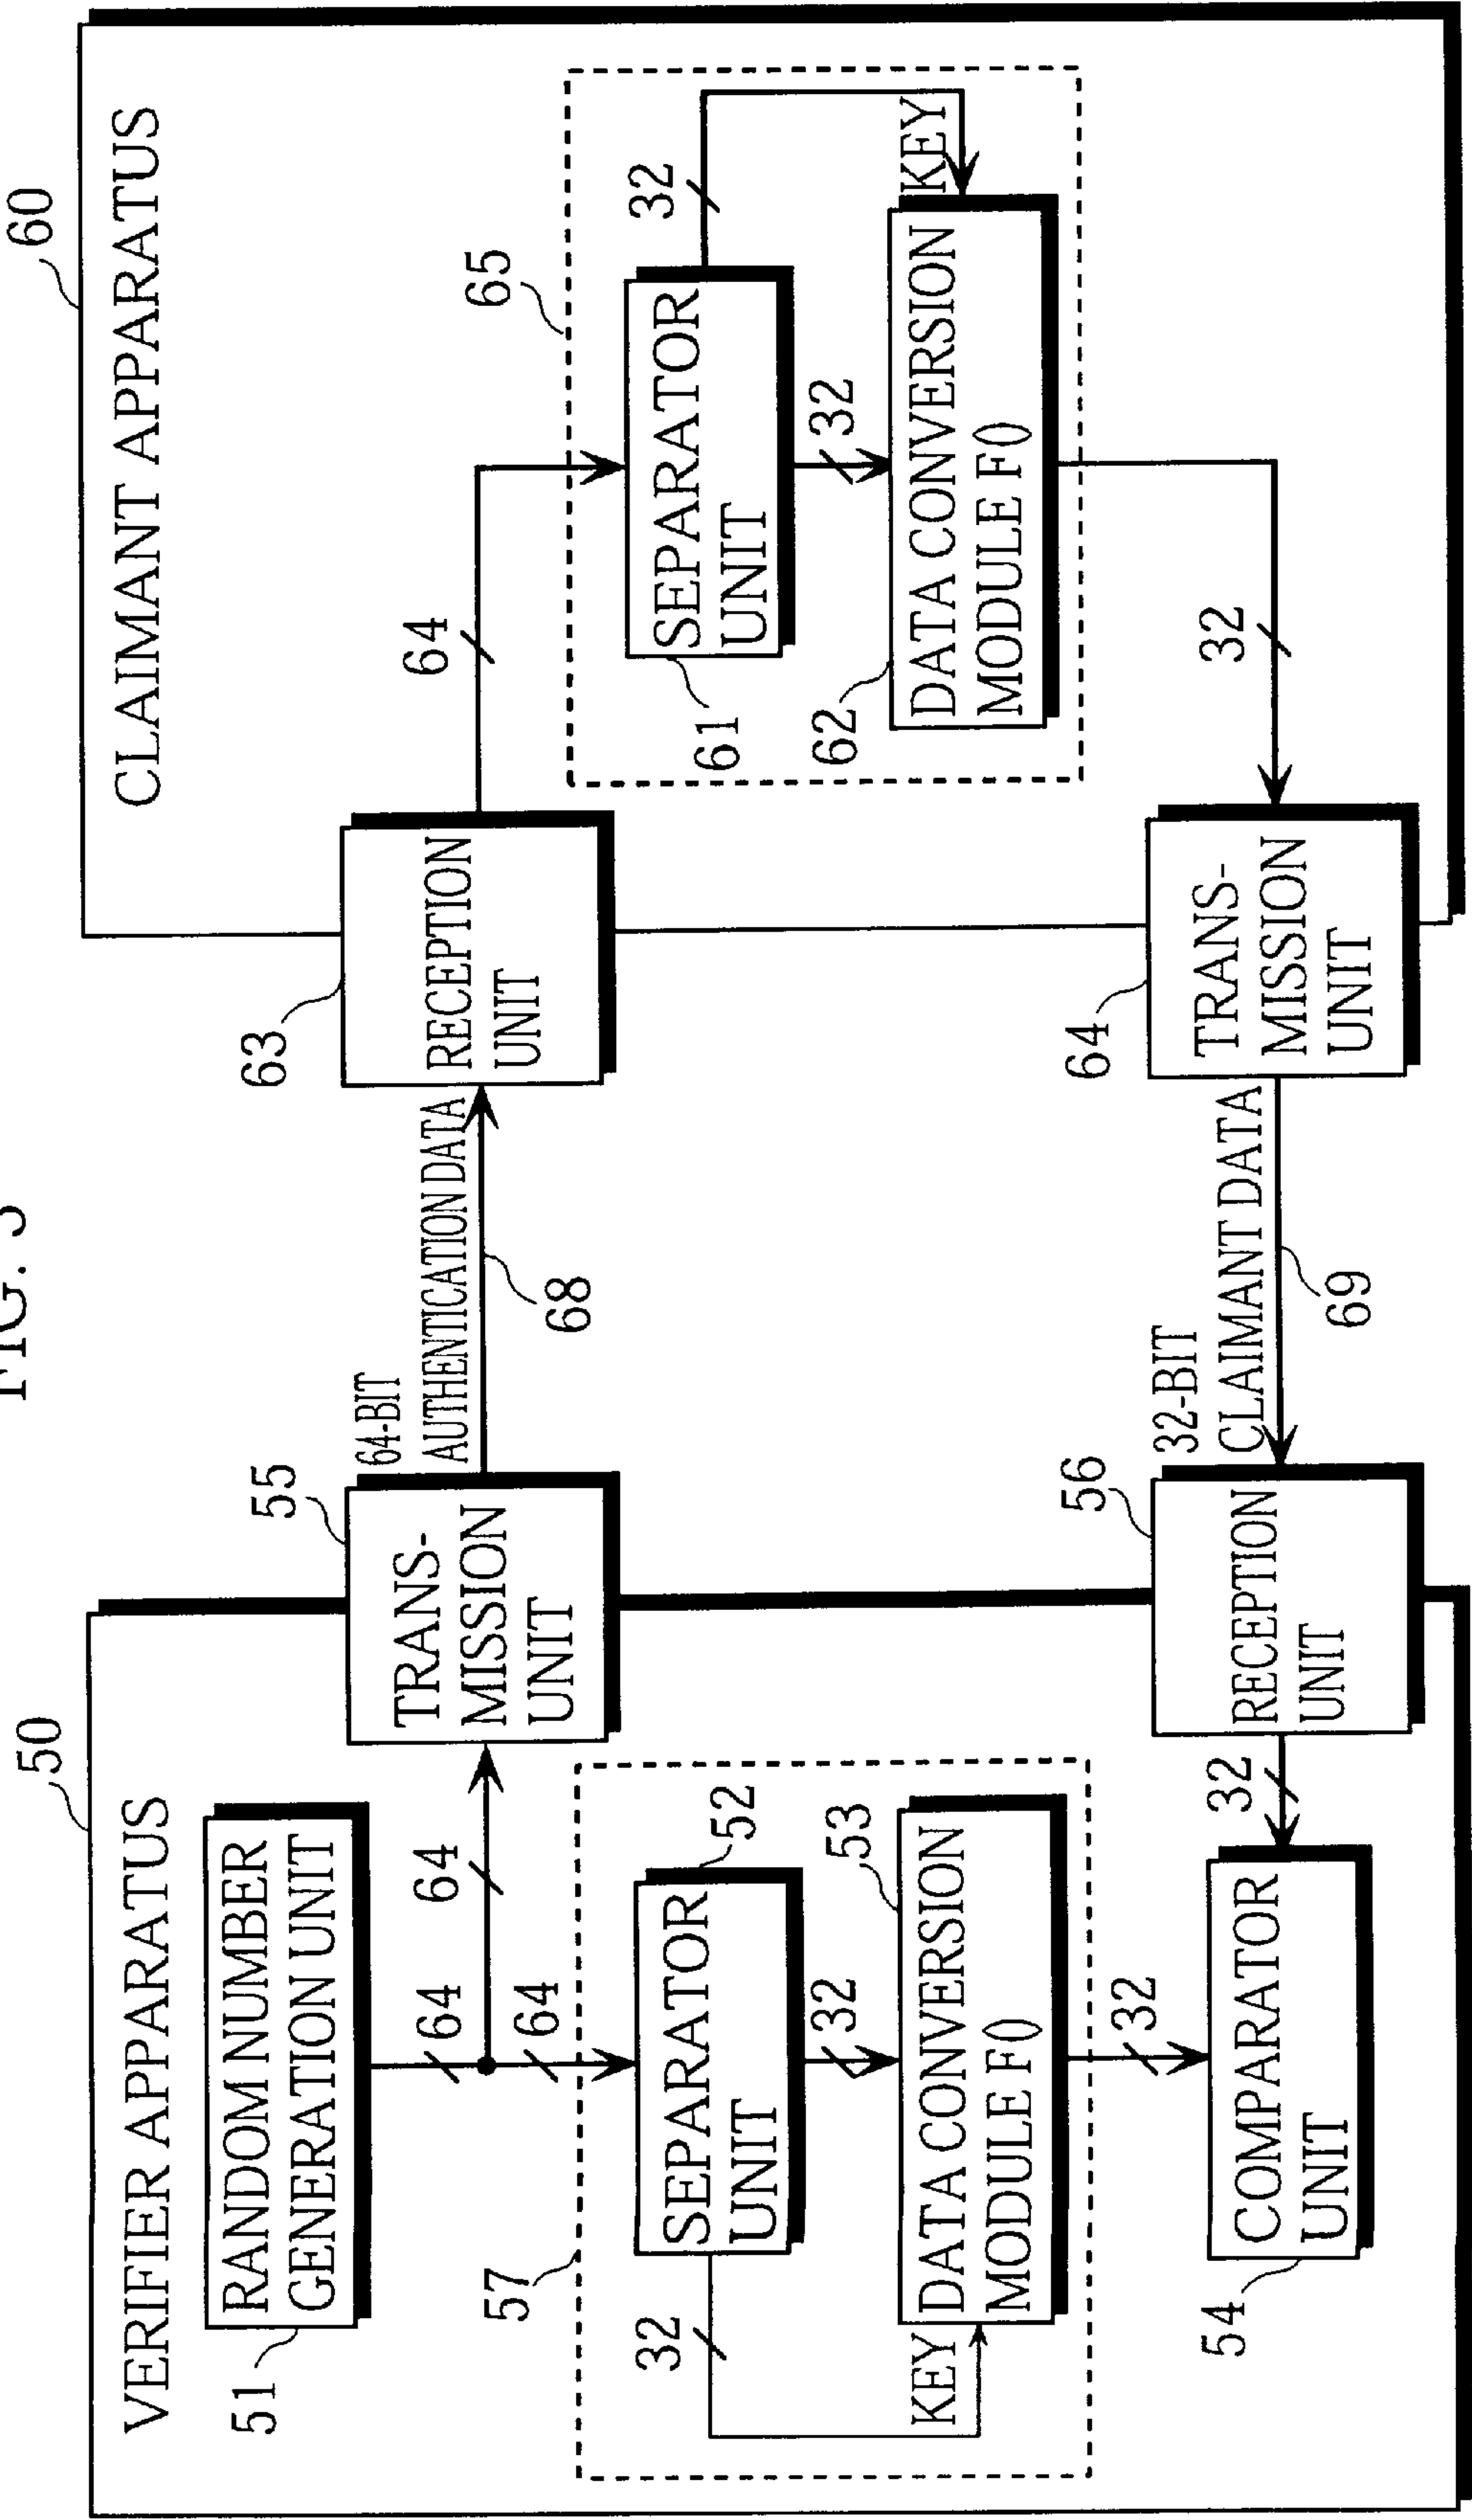 FIG.
VERIFIER APPARATUS
50
51
RANDOM NUMBER
GENERATION UNIT
64
64
64
55
TRANS-
MISSION
UNIT
57
52
SEPARATOR
UNIT
32
32
KEY
53
DATA CONVERSION
MODULE F()
32
54
COMPARATOR
UNIT
32
56
RECEPTION
UNIT
64-BIT
AUTHENTICATION DATA
68
32-BIT
CLAIMANT DATA
69
60
CLAIMANT APPARATUS
63
RECEPTION
UNIT
64
65
61
SEPARATOR
UNIT
32
32
KEY
62
DATA CONVERSION
MODULE F()
32
64
TRANS-
MISSION
UNIT